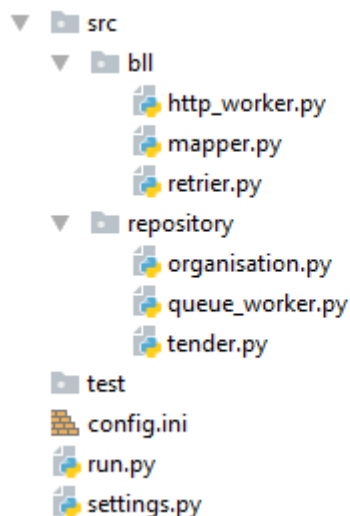 src
bll
http_worker.py
mapper.py
retrier.py
repository
organisation.py
queue_worker.py
tender.py
test
config.ini
run.py
settings.py